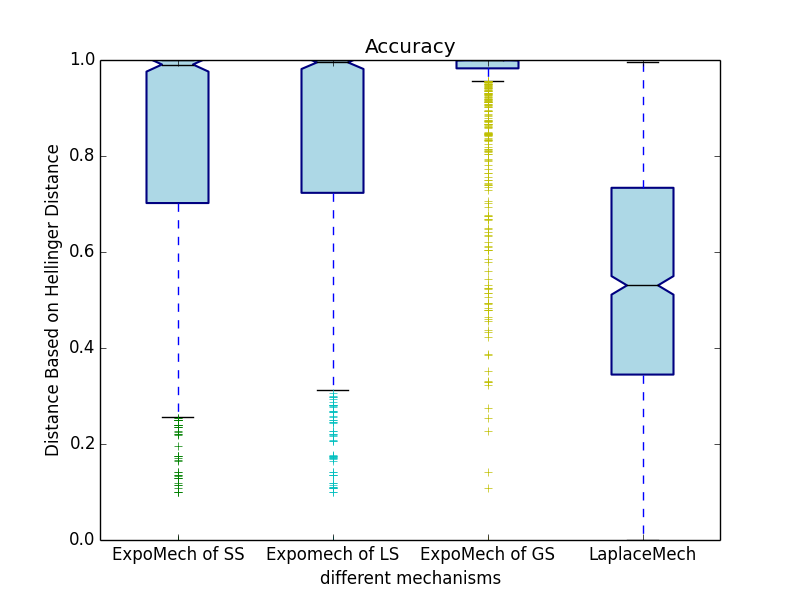 Accuracy
Distance Based on Hellinger Distance
1.0
0.8
0.6
0.4
0.2
0.0
ExpoMech of SS Expomech of LS ExpoMech of GS LaplaceMech
different mechanisms